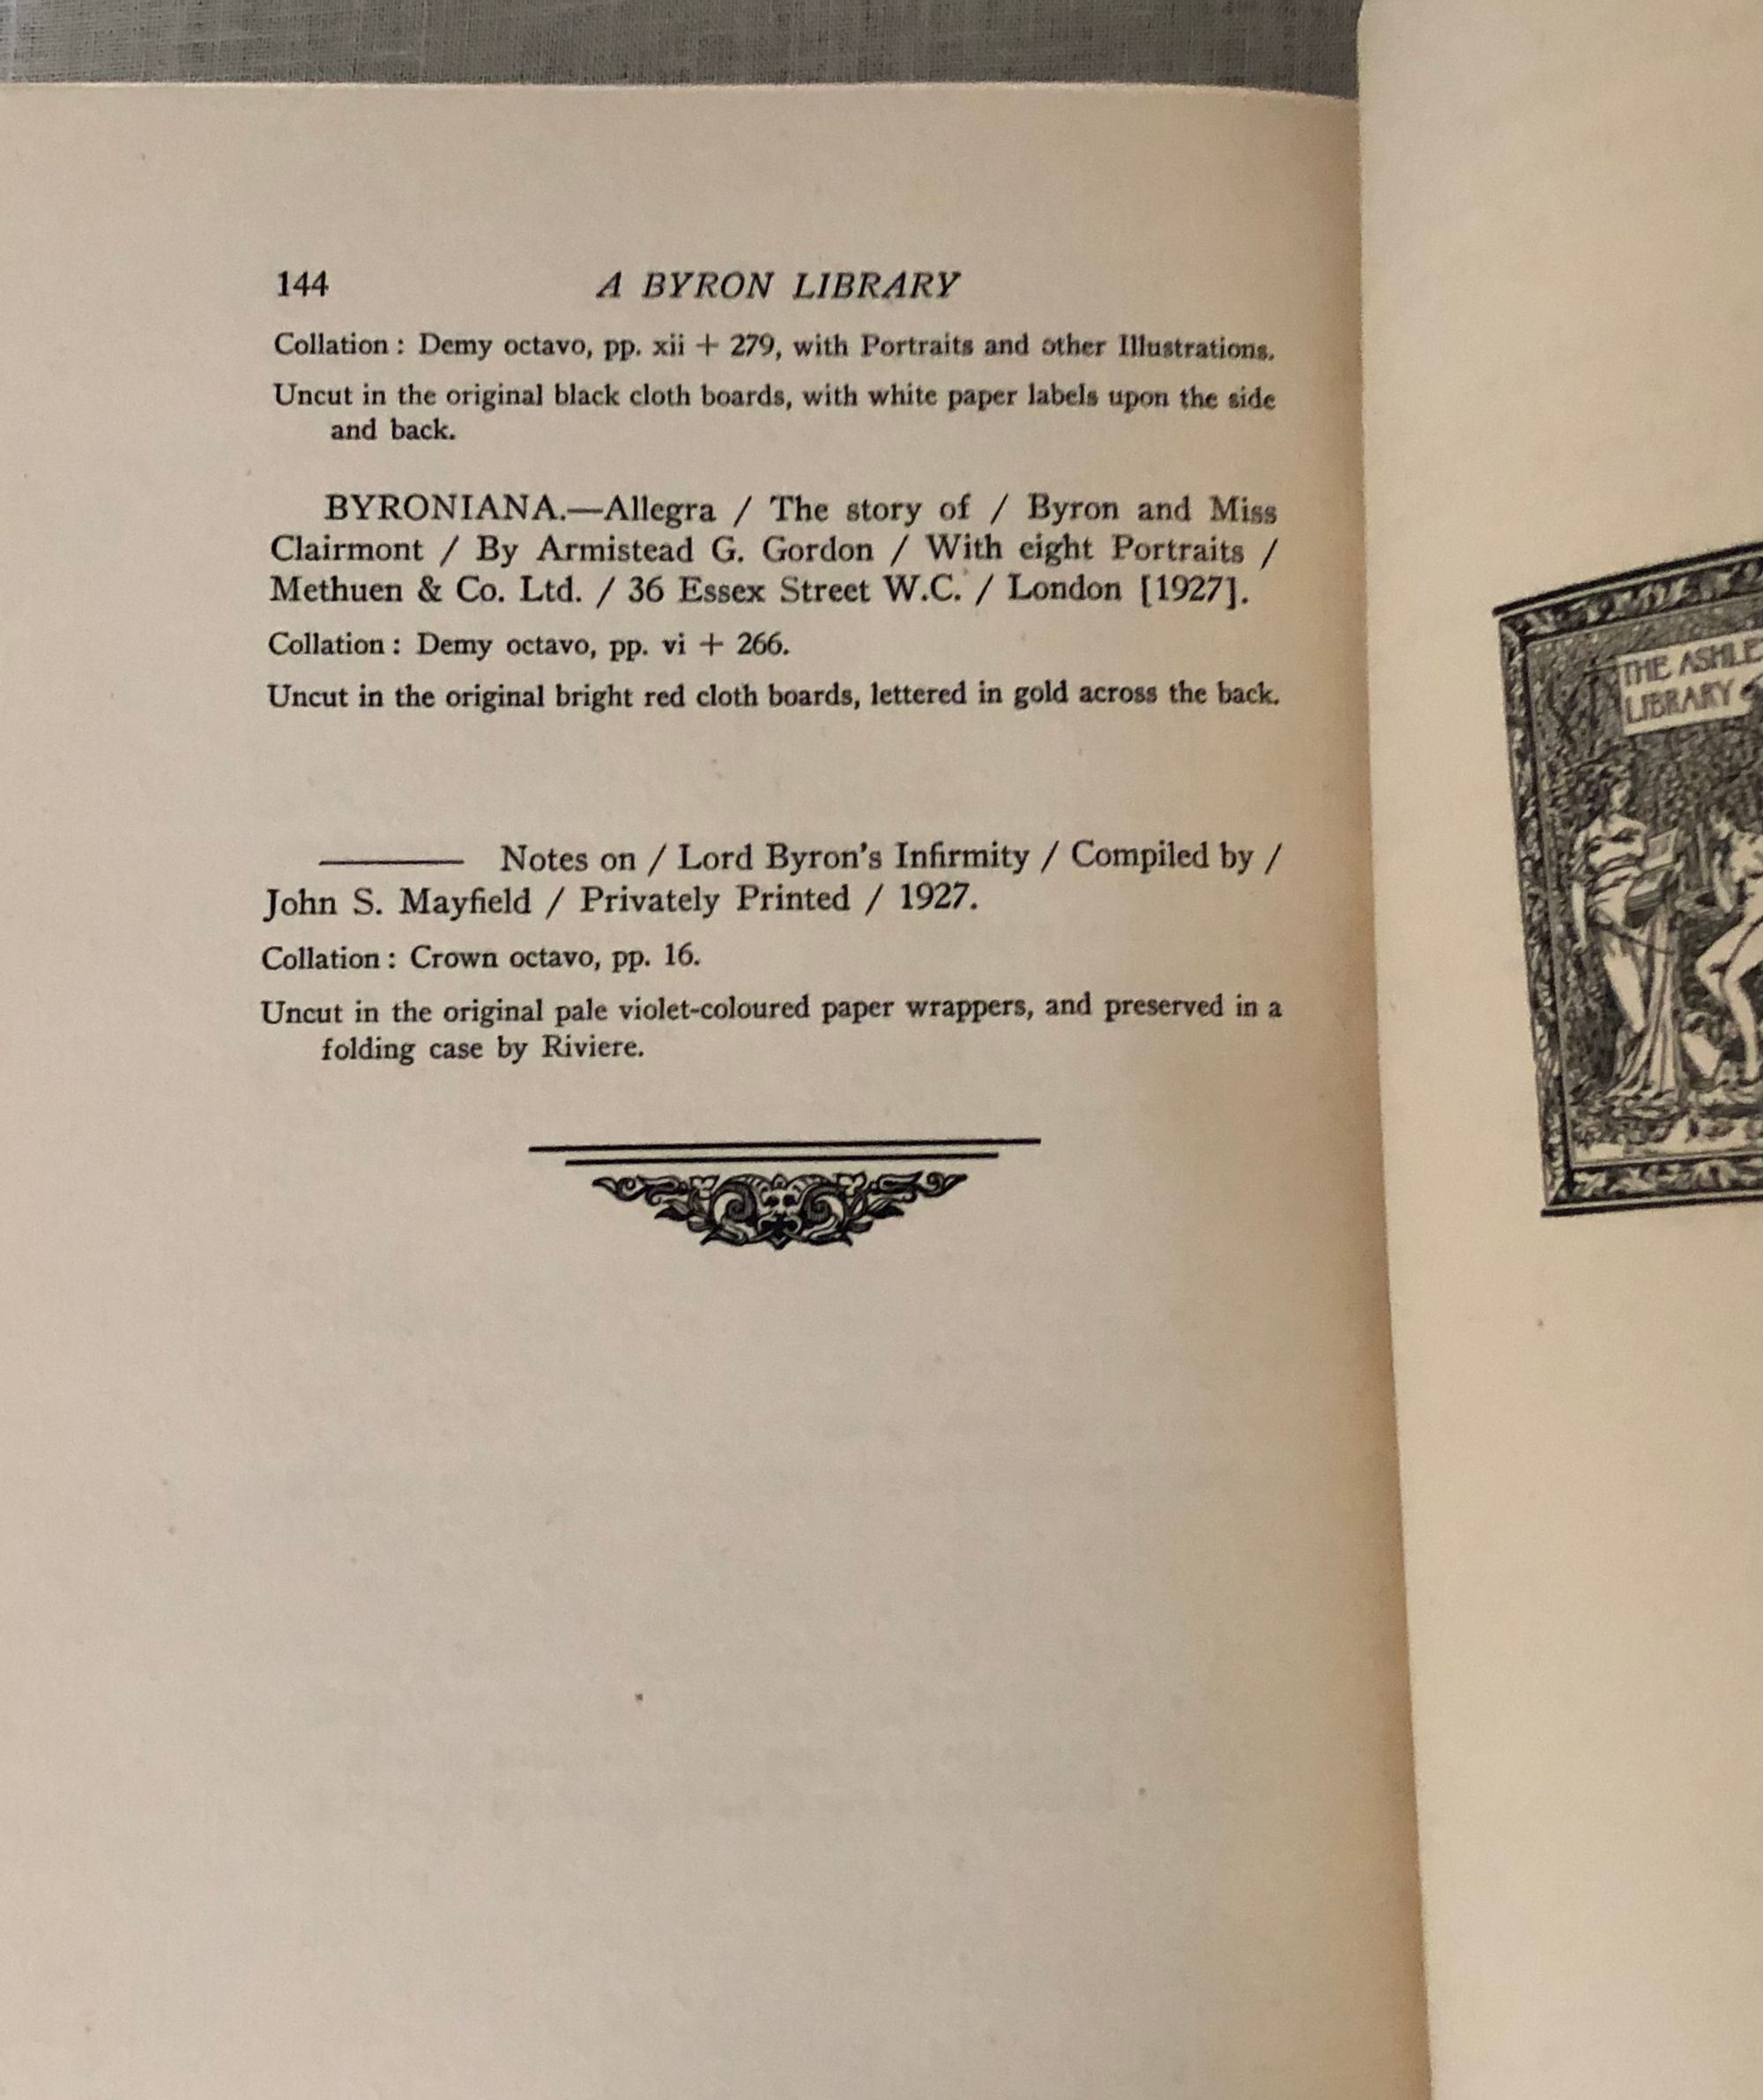 144 A BYRON LIBRARY
Collation : Demy octavo, pp. xii + 279, with Portraits and other Illustrations.
Uncut in the original black cloth boards, with white paper labels upon the side
and back.
BYRONIANA.—Allegra / The story of / Byron and Miss
Clairmont / By Armistead G. Gordon / With eight Portraits /
Methuen & Co. Ltd. / 36 Essex Street W.C. / London [1927].
Collation : Demy octavo, pp. vi + 266.
Uncut in the original bright red cloth boards, lettered in gold across the back.
——— Notes on / Lord Byron's Infirmity / Compiled by /
John S. Mayfield / Privately Printed / 1927.
Collation : Crown octavo, pp. 16.
Uncut in the original pale violet-coloured paper wrappers, and preserved in a
folding case by Riviere.
THE ASHLE
LIBRARY